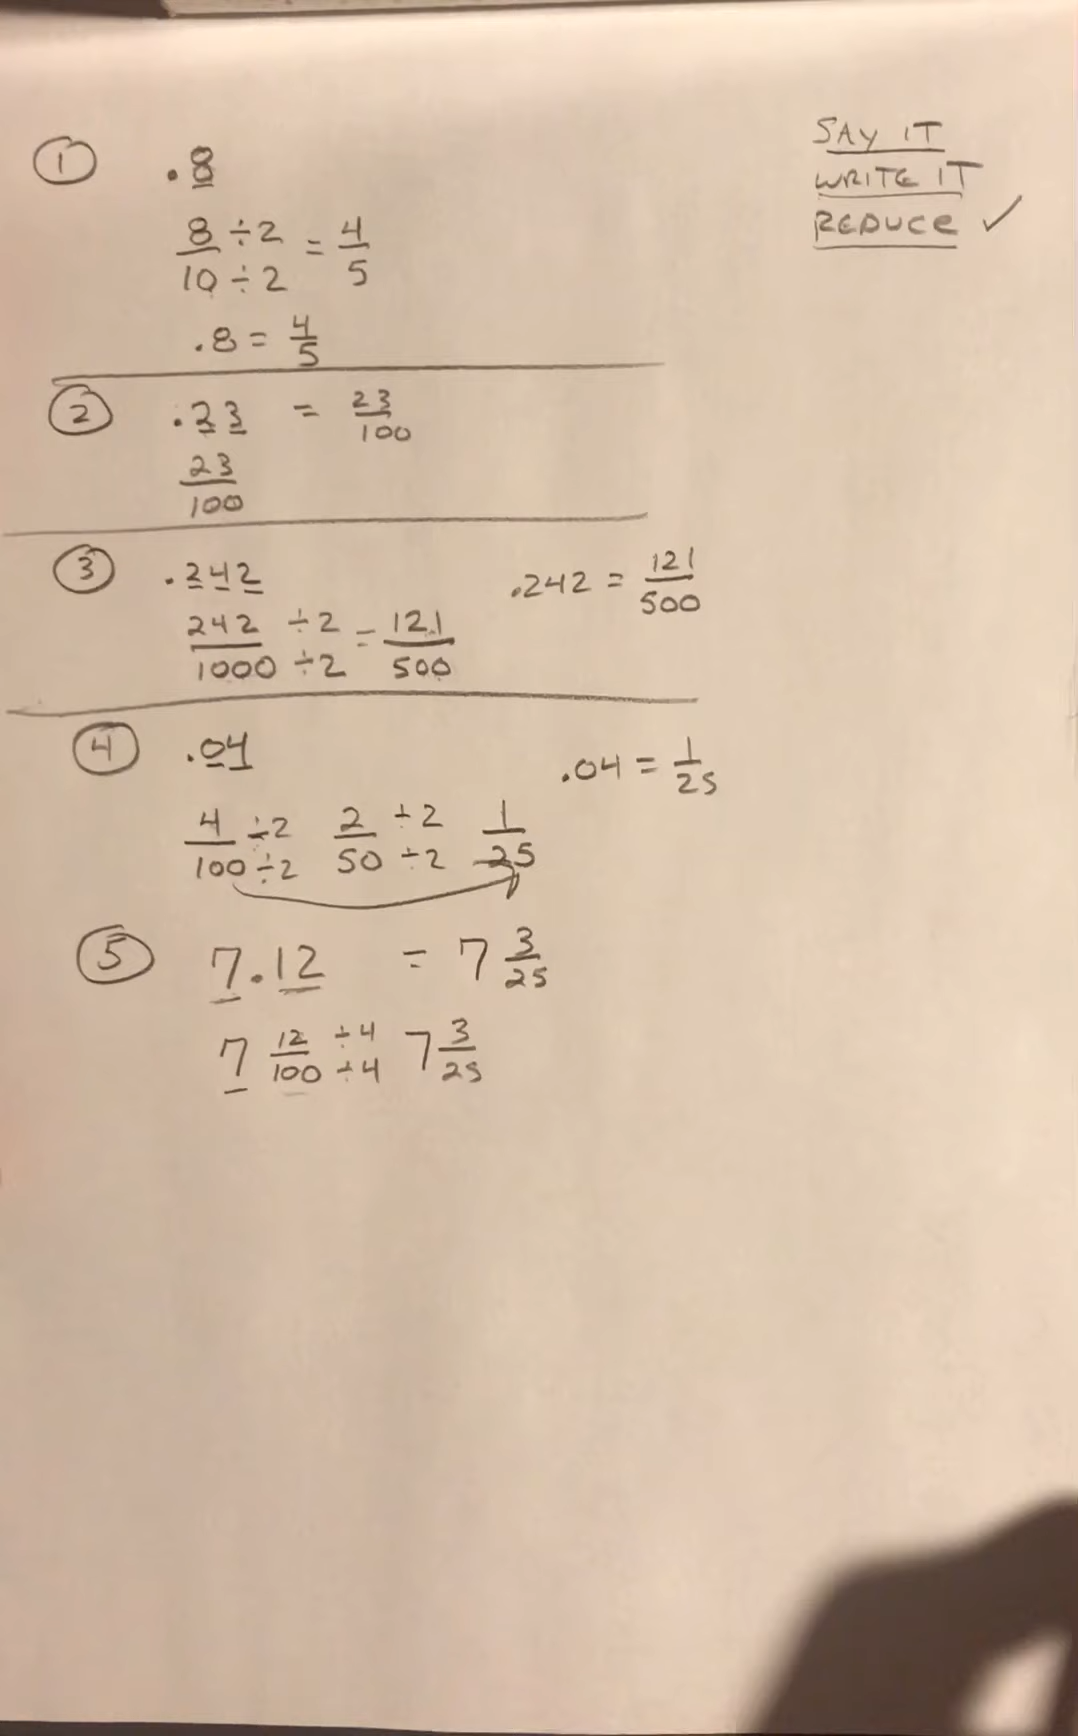 SAY IT
WRITE IT
REDUCE ✓
① .8
8 ÷2 = 4
10 ÷2 5
.8 = 4/5
② .23 = 23/100
23
100
③ .242 .242 = 121/500
242 ÷2 = 121
1000 ÷2 500
④ .04 .04 = 1/25
4 ÷2 2 ÷2 1
100 ÷2 50 ÷2 25
⑤ 7.12 = 7 3/25
7 12/100 ÷4 ÷4 7 3/25